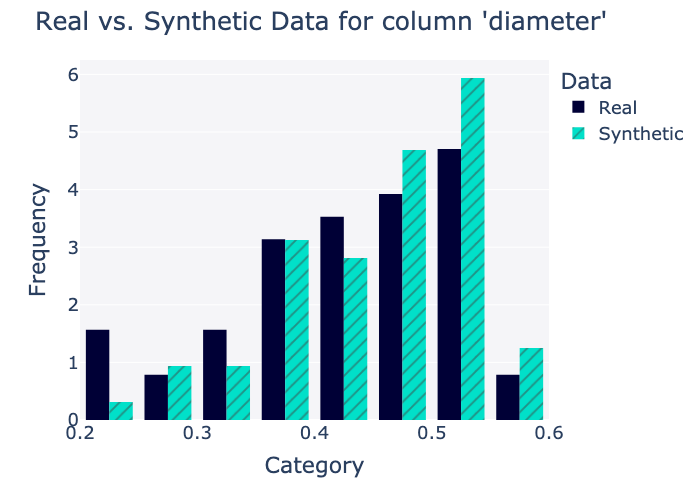 Real vs. Synthetic Data for column 'diameter'
Data
Real
Synthetic
Frequency
6
5
4
3
2
1
0
0.2
0.3
0.4
0.5
0.6
Category